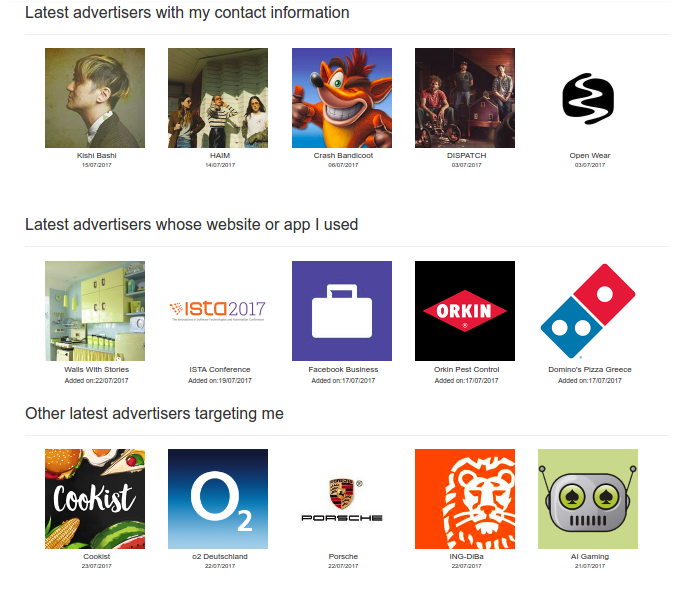 Latest advertisers with my contact information
Kishi Bashi
15/07/2017
HAIM
14/07/2017
Crash Bandicoot
06/07/2017
DISPATCH
03/07/2017
Open Wear
03/07/2017
Latest advertisers whose website or app I used
ista2017
Walls With Stories
Added on:22/07/2017
ISTA Conference
Added on:19/07/2017
Facebook Business
Added on:17/07/2017
ORKIN
®
Orkin Pest Control
Added on:17/07/2017
Domino's Pizza Greece
Added on:17/07/2017
Other latest advertisers targeting me
CooKist
Cookist
23/07/2017
O2
o2 Deutschland
22/07/2017
®
PORSCHE
Porsche
22/07/2017
ING-DiBa
22/07/2017
AI Gaming
21/07/2017